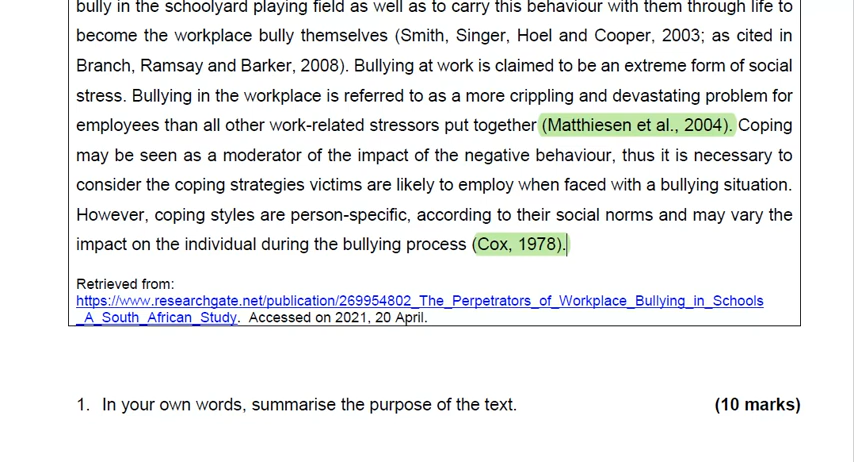 bully in the schoolyard playing field as well as to carry this behaviour with them through life to
become the workplace bully themselves (Smith, Singer, Hoel and Cooper, 2003; as cited in
Branch, Ramsay and Barker, 2008). Bullying at work is claimed to be an extreme form of social
stress. Bullying in the workplace is referred to as a more crippling and devastating problem for
employees than all other work-related stressors put together (Matthiesen et al., 2004). Coping
may be seen as a moderator of the impact of the negative behaviour, thus it is necessary to
consider the coping strategies victims are likely to employ when faced with a bullying situation.
However, coping styles are person-specific, according to their social norms and may vary the
impact on the individual during the bullying process (Cox, 1978).
Retrieved from:
https://www.researchgate.net/publication/269954802_The_Perpetrators_of_Workplace_Bullying_in_Schools
_A_South_African_Study. Accessed on 2021, 20 April.
1. In your own words, summarise the purpose of the text. (10 marks)